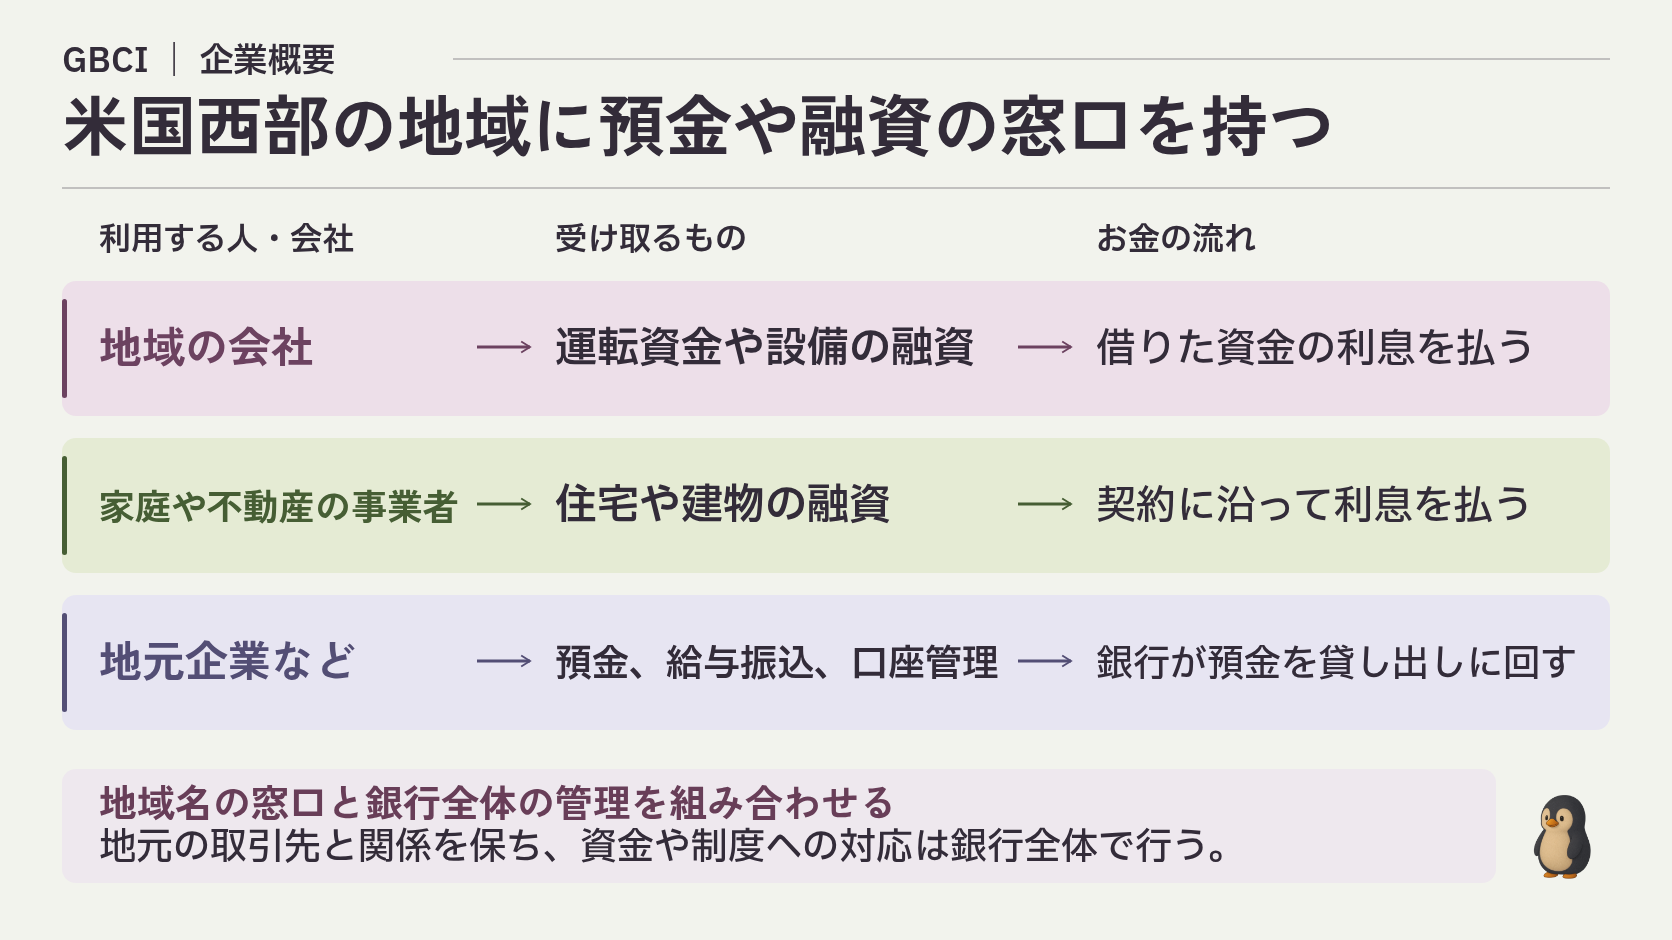 GBCI｜企業概要
米国西部の地域に預金や融資の窓口を持つ
利用する人・会社 受け取るもの お金の流れ
地域の会社 → 運転資金や設備の融資 → 借りた資金の利息を払う
家庭や不動産の事業者 → 住宅や建物の融資 → 契約に沿って利息を払う
地元企業など → 預金、給与振込、口座管理 → 銀行が預金を貸し出しに回す
地域名の窓口と銀行全体の管理を組み合わせる
地元の取引先と関係を保ち、資金や制度への対応は銀行全体で行う。